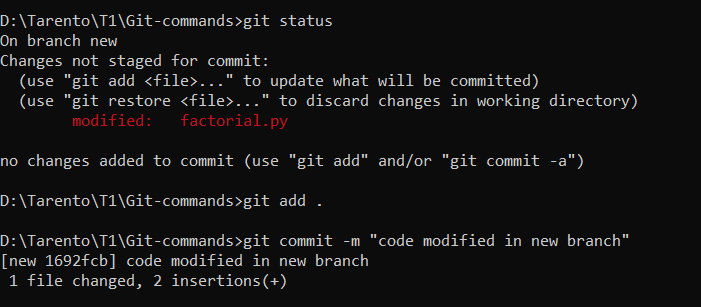 D:\Tarento\T1\Git-commands>git status
On branch new
Changes not staged for commit:
  (use "git add <file>..." to update what will be committed)
  (use "git restore <file>..." to discard changes in working directory)
        modified:   factorial.py

no changes added to commit (use "git add" and/or "git commit -a")

D:\Tarento\T1\Git-commands>git add .

D:\Tarento\T1\Git-commands>git commit -m "code modified in new branch"
[new 1692fcb] code modified in new branch
 1 file changed, 2 insertions(+)